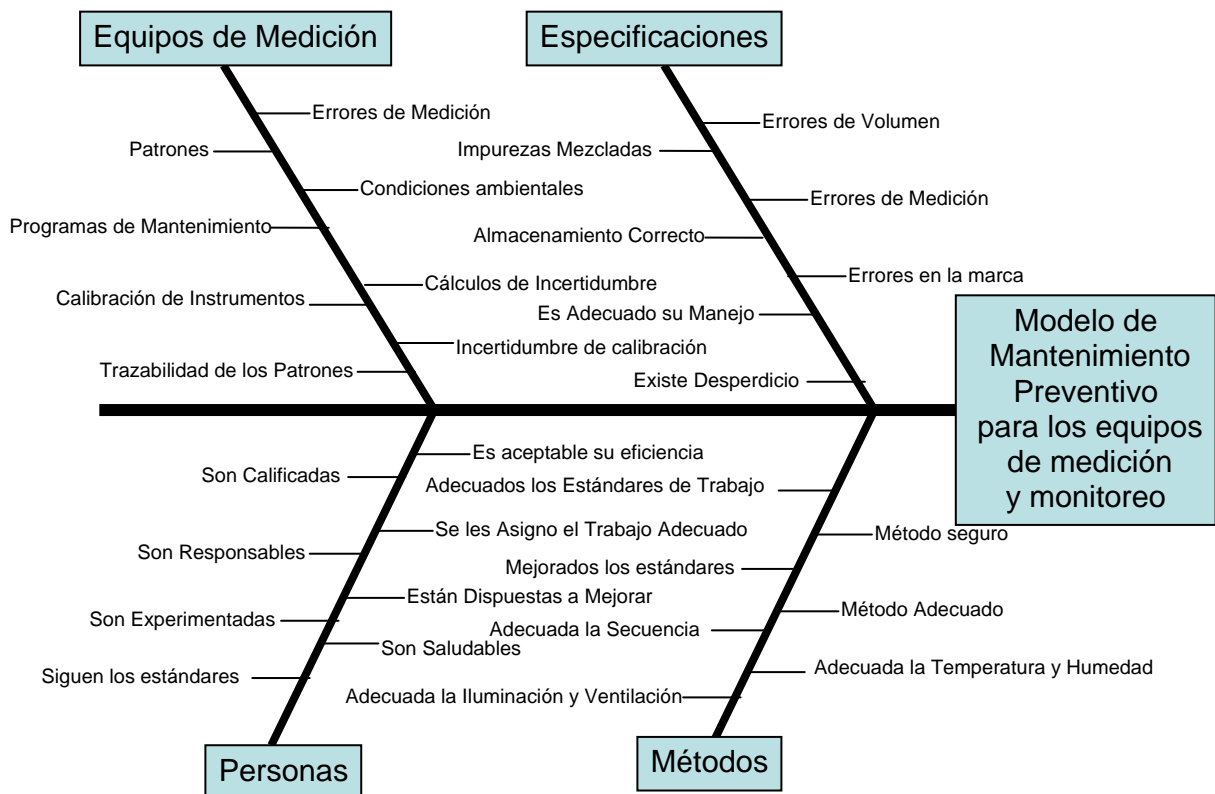 Equipos de Medición
Especificaciones
Errores de Medición
Patrones
Condiciones ambientales
Programas de Mantenimiento
Cálculos de Incertidumbre
Calibración de Instrumentos
Incertidumbre de calibración
Trazabilidad de los Patrones
Errores de Volumen
Impurezas Mezcladas
Errores de Medición
Almacenamiento Correcto
Errores en la marca
Es Adecuado su Manejo
Existe Desperdicio
Modelo de
Mantenimiento
Preventivo
para los equipos
de medición
y monitoreo
Es aceptable su eficiencia
Son Calificadas
Se les Asigno el Trabajo Adecuado
Son Responsables
Están Dispuestas a Mejorar
Son Experimentadas
Son Saludables
Siguen los estándares
Adecuados los Estándares de Trabajo
Método seguro
Mejorados los estándares
Método Adecuado
Adecuada la Secuencia
Adecuada la Temperatura y Humedad
Adecuada la Iluminación y Ventilación
Personas
Métodos